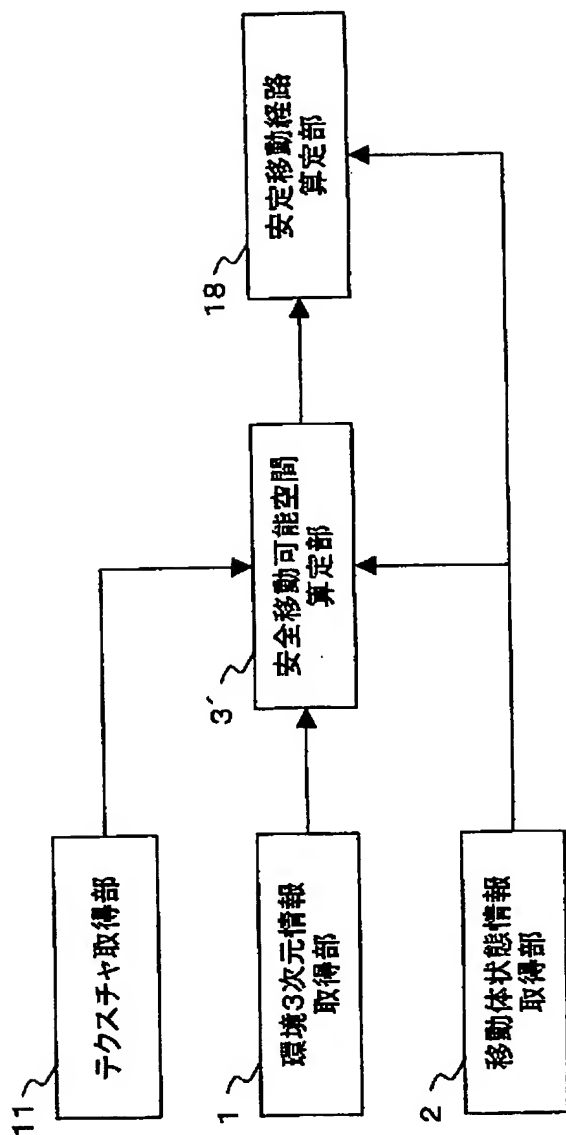 11
テクスチャ取得部
1
環境3次元情報
取得部
2
移動体状態情報
取得部
3´
安全移動可能空間
算定部
18
安定移動経路
算定部